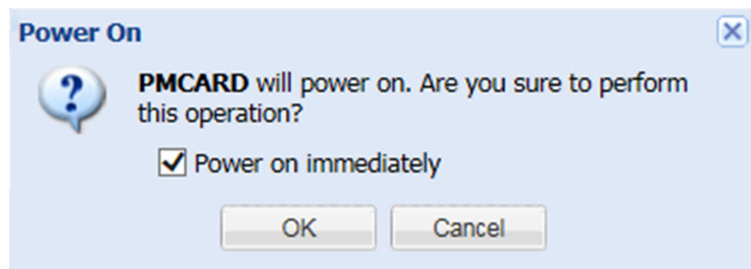 Power On
PMCARD will power on. Are you sure to perform
this operation?
Power on immediately
OK
Cancel